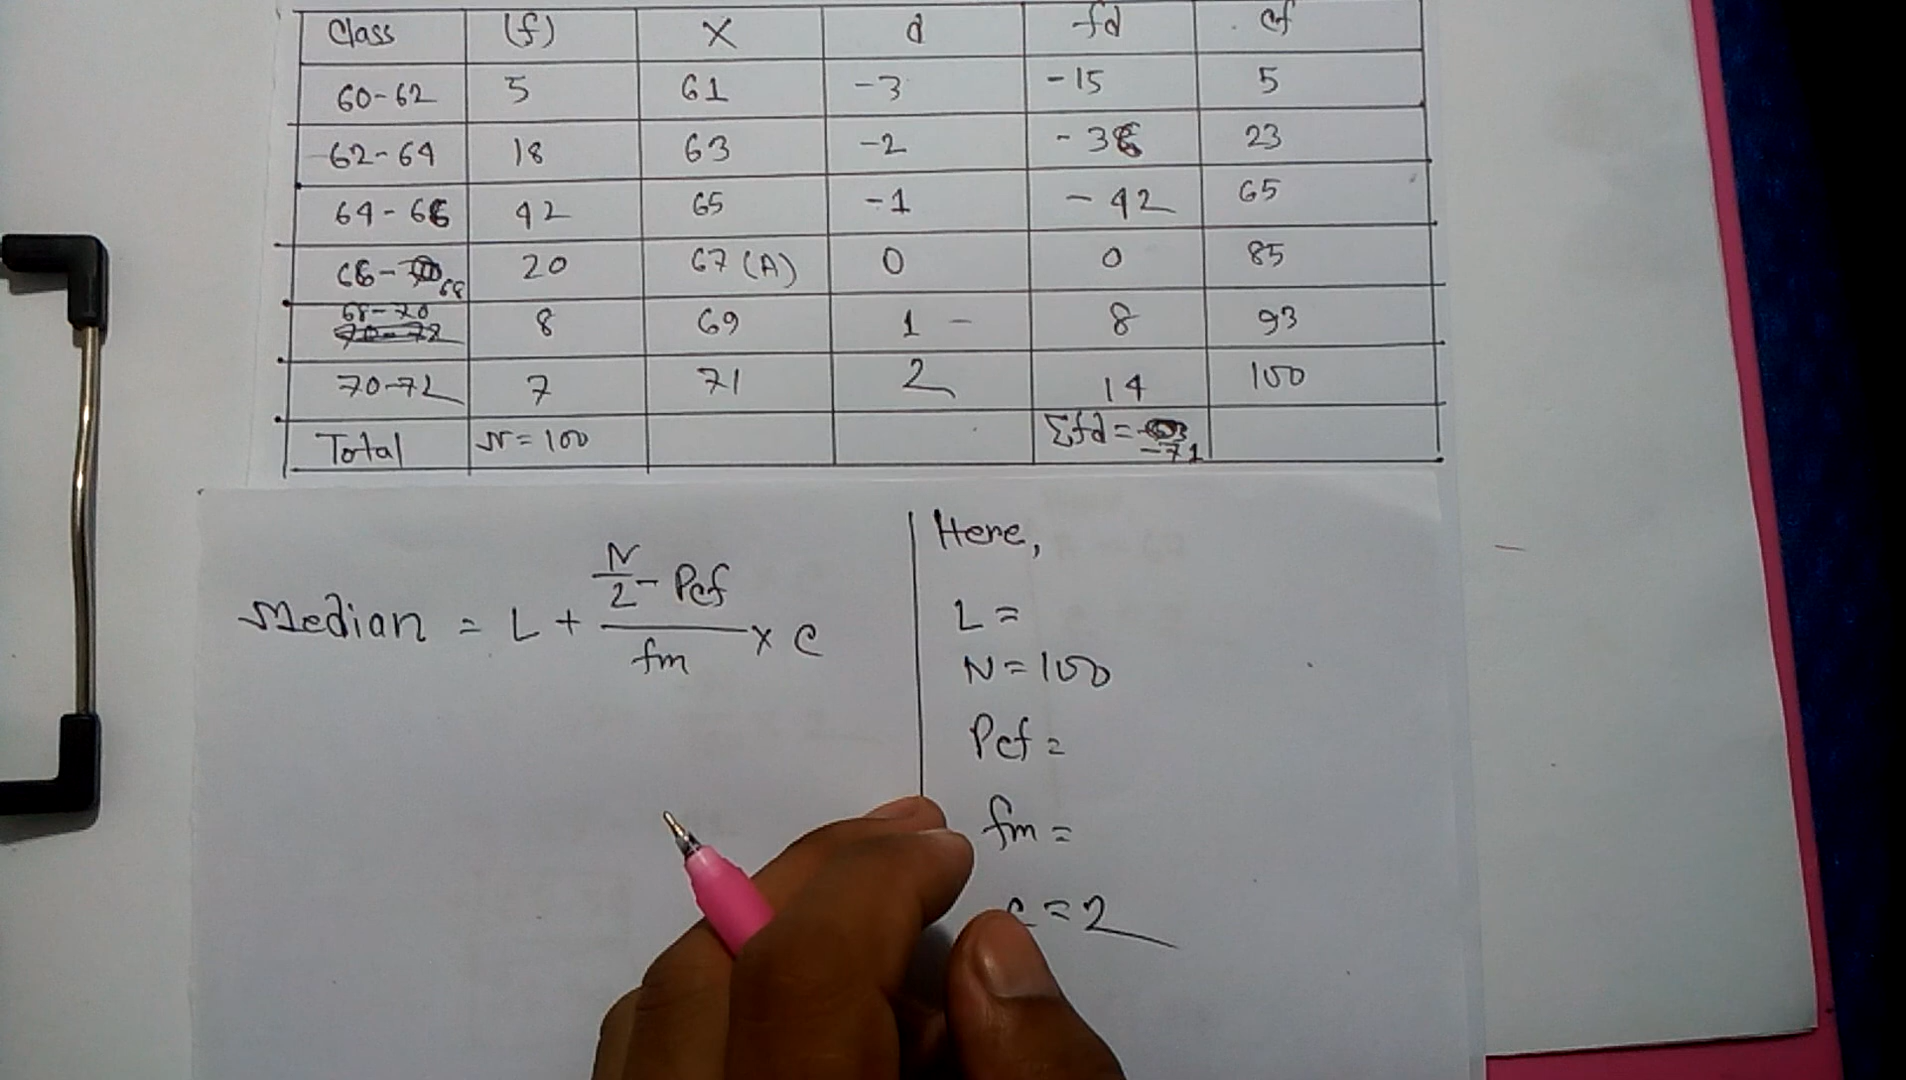 Class (f) X d fd cf
60-62 5 61 -3 -15 5
62-64 18 63 -2 -36 23
64-66 42 65 -1 -42 65
66-68 20 67 (A) 0 0 85
68-70 8 69 1 - 8 93
70-72
70-72 7 71 2 14 100
Total N=100 Σfd = -71
Median = L + (N/2 - Pcf)/fm × C
Here,
L =
N = 100
Pcf =
fm =
c = 2